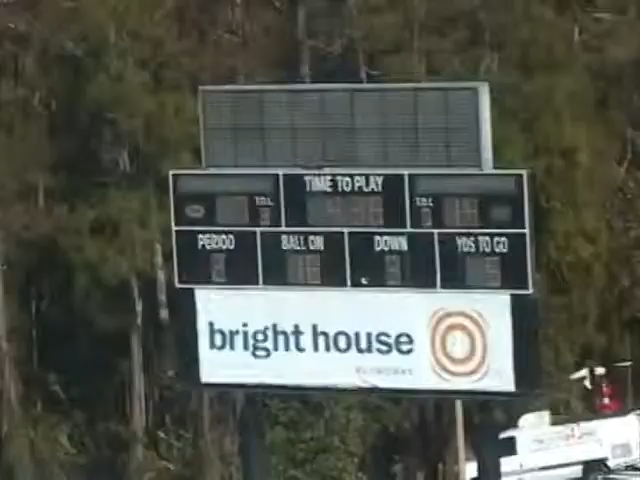 TIME TO PLAY
T.O.L
T.O.L
PERIOD
BALL ON
DOWN
YDS TO GO
bright house